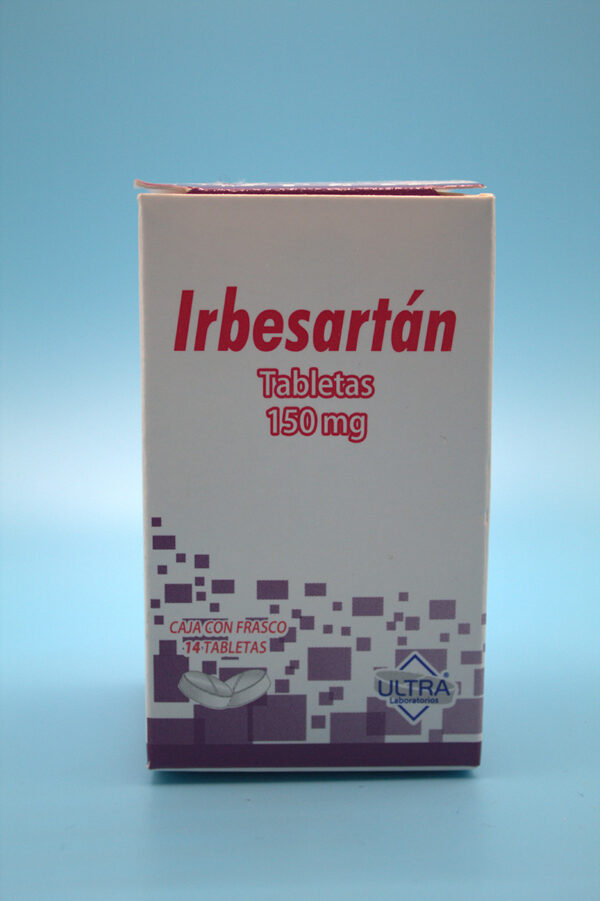 Irbesartán
Tabletas
150 mg
CAJA CON FRASCO
14 TABLETAS
ULTRA®
Laboratorios